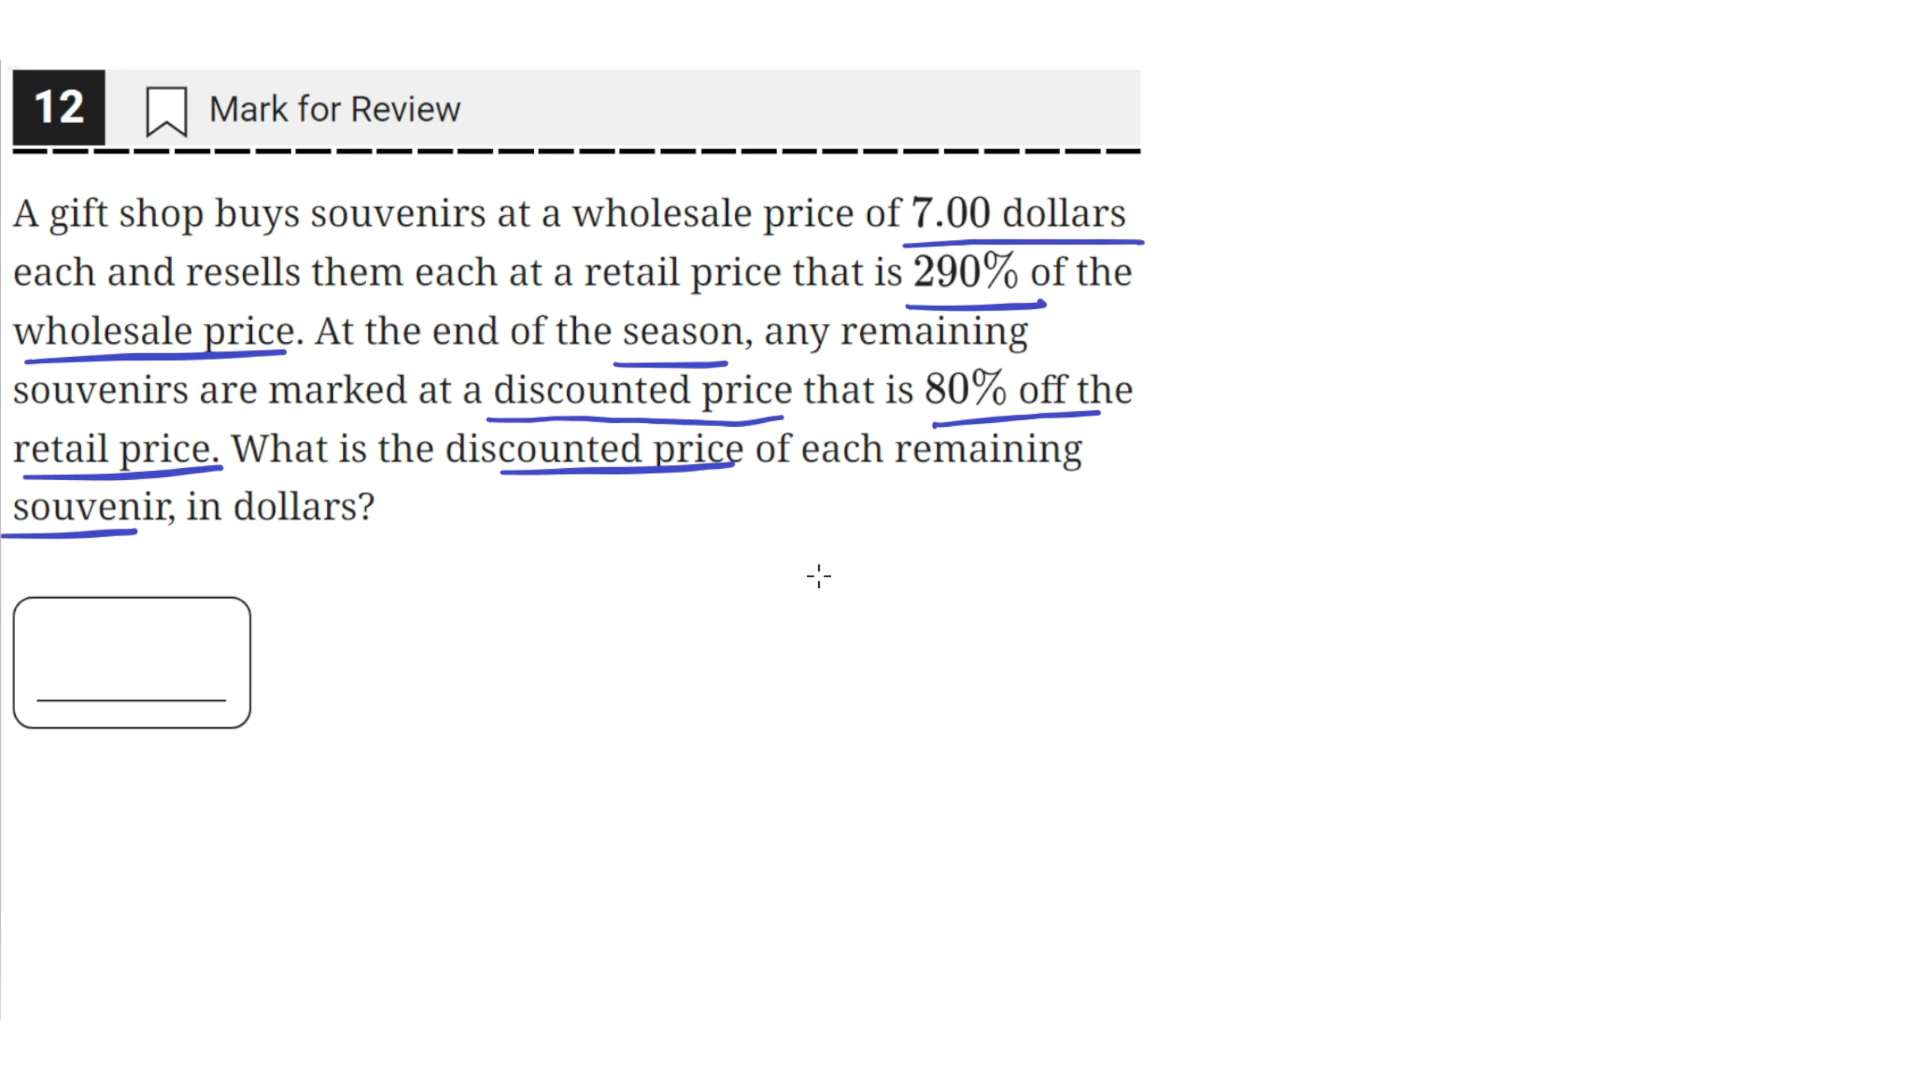 12 Mark for Review
A gift shop buys souvenirs at a wholesale price of 7.00 dollars
each and resells them each at a retail price that is 290% of the
wholesale price. At the end of the season, any remaining
souvenirs are marked at a discounted price that is 80% off the
retail price. What is the discounted price of each remaining
souvenir, in dollars?